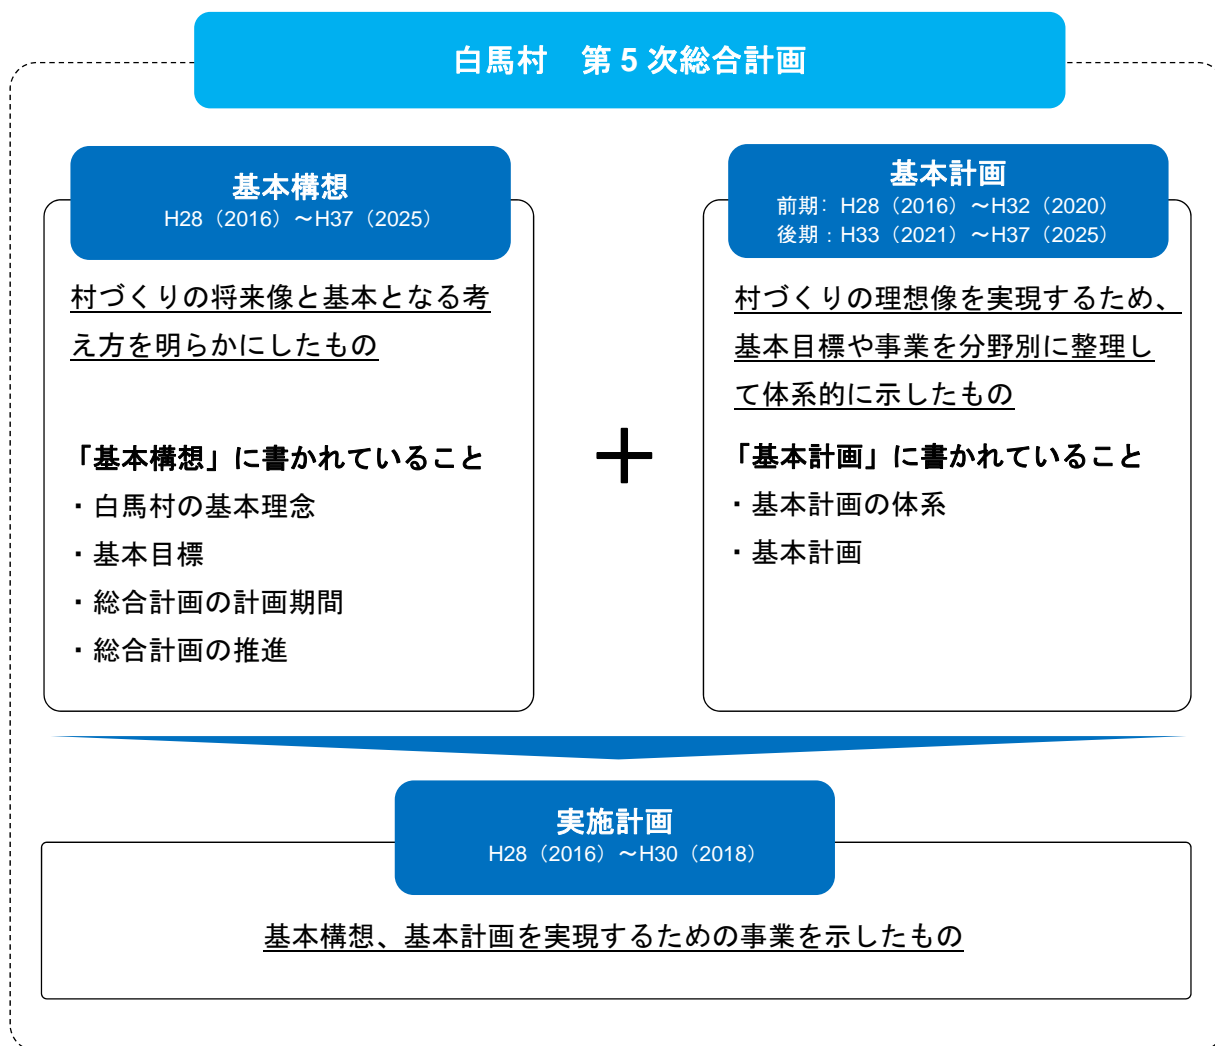 白馬村　第 5 次総合計画
基本構想
H28（2016）～H37（2025）
村づくりの将来像と基本となる考
え方を明らかにしたもの
「基本構想」に書かれていること
・白馬村の基本理念
・基本目標
・総合計画の計画期間
・総合計画の推進
＋
基本計画
前期：H28（2016）～H32（2020）
後期：H33（2021）～H37（2025）
村づくりの理想像を実現するため、
基本目標や事業を分野別に整理し
て体系的に示したもの
「基本計画」に書かれていること
・基本計画の体系
・基本計画
実施計画
H28（2016）～H30（2018）
基本構想、基本計画を実現するための事業を示したもの